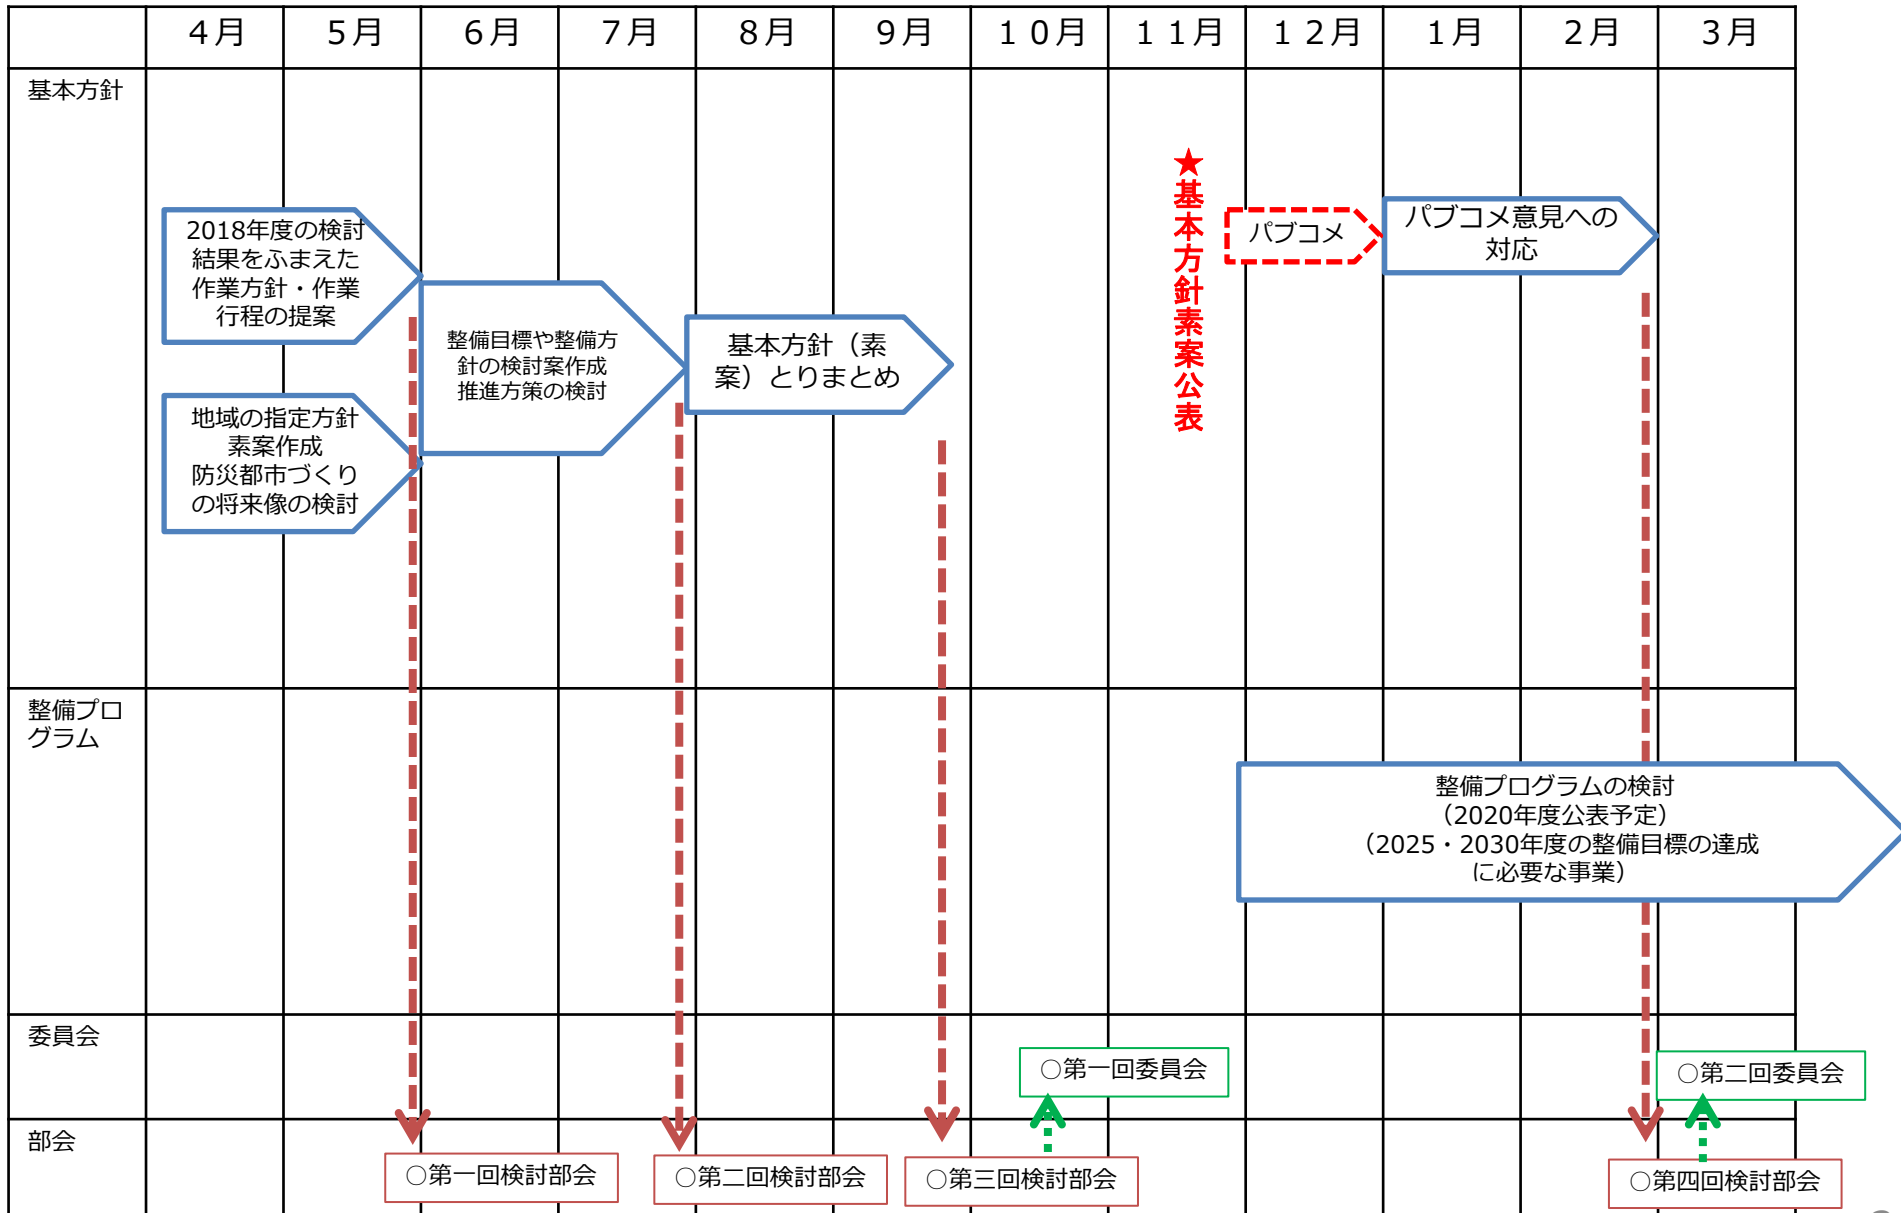 ４月
５月
６月
７月
８月
９月
１０月
１１月
１２月
１月
２月
３月
基本方針
2018年度の検討
結果をふまえた
作業方針・作業
行程の提案
地域の指定方針
素案作成
防災都市づくり
の将来像の検討
整備目標や整備方
針の検討案作成
推進方策の検討
基本方針（素
案）とりまとめ
★基本方針素案公表
パブコメ
パブコメ意見への
対応
整備プロ
グラム
整備プログラムの検討
（2020年度公表予定）
（2025・2030年度の整備目標の達成
に必要な事業）
委員会
○第一回委員会
○第二回委員会
部会
○第一回検討部会
○第二回検討部会
○第三回検討部会
○第四回検討部会